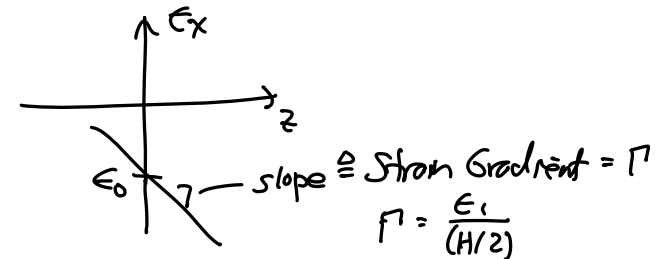 ϵx
z
ϵ0
slope ≜ Strain Gradient = Γ
Γ = ϵ1 / (H/2)